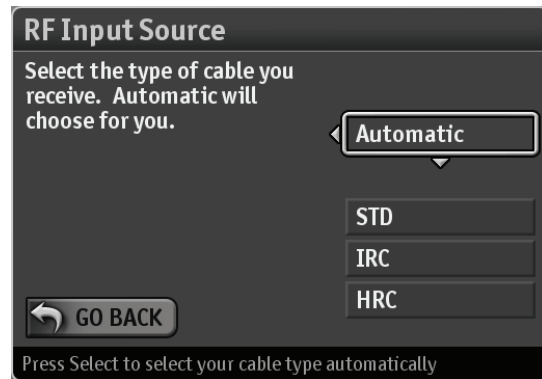 RF Input Source
Select the type of cable you
receive.  Automatic will
choose for you.
Automatic
STD
IRC
HRC
GO BACK
Press Select to select your cable type automatically